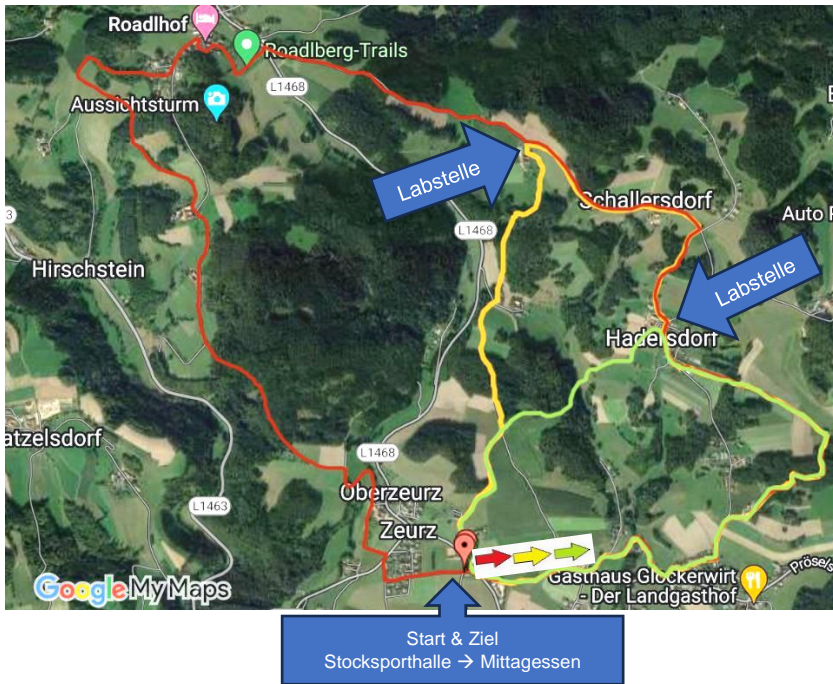 Roadlhof
Roadlberg-Trails
L1468
Aussichtsturm
Labstelle
Schallersdorf
Auto
3
L1468
Hirschstein
Labstelle
Hadersdorf
atzelsdorf
L1468
Oberzeurz
L1463
Zeurz
Gasthaus Glockerwirt
- Der Landgasthof
Google My Maps
Start & Ziel
Stocksporthalle → Mittagessen